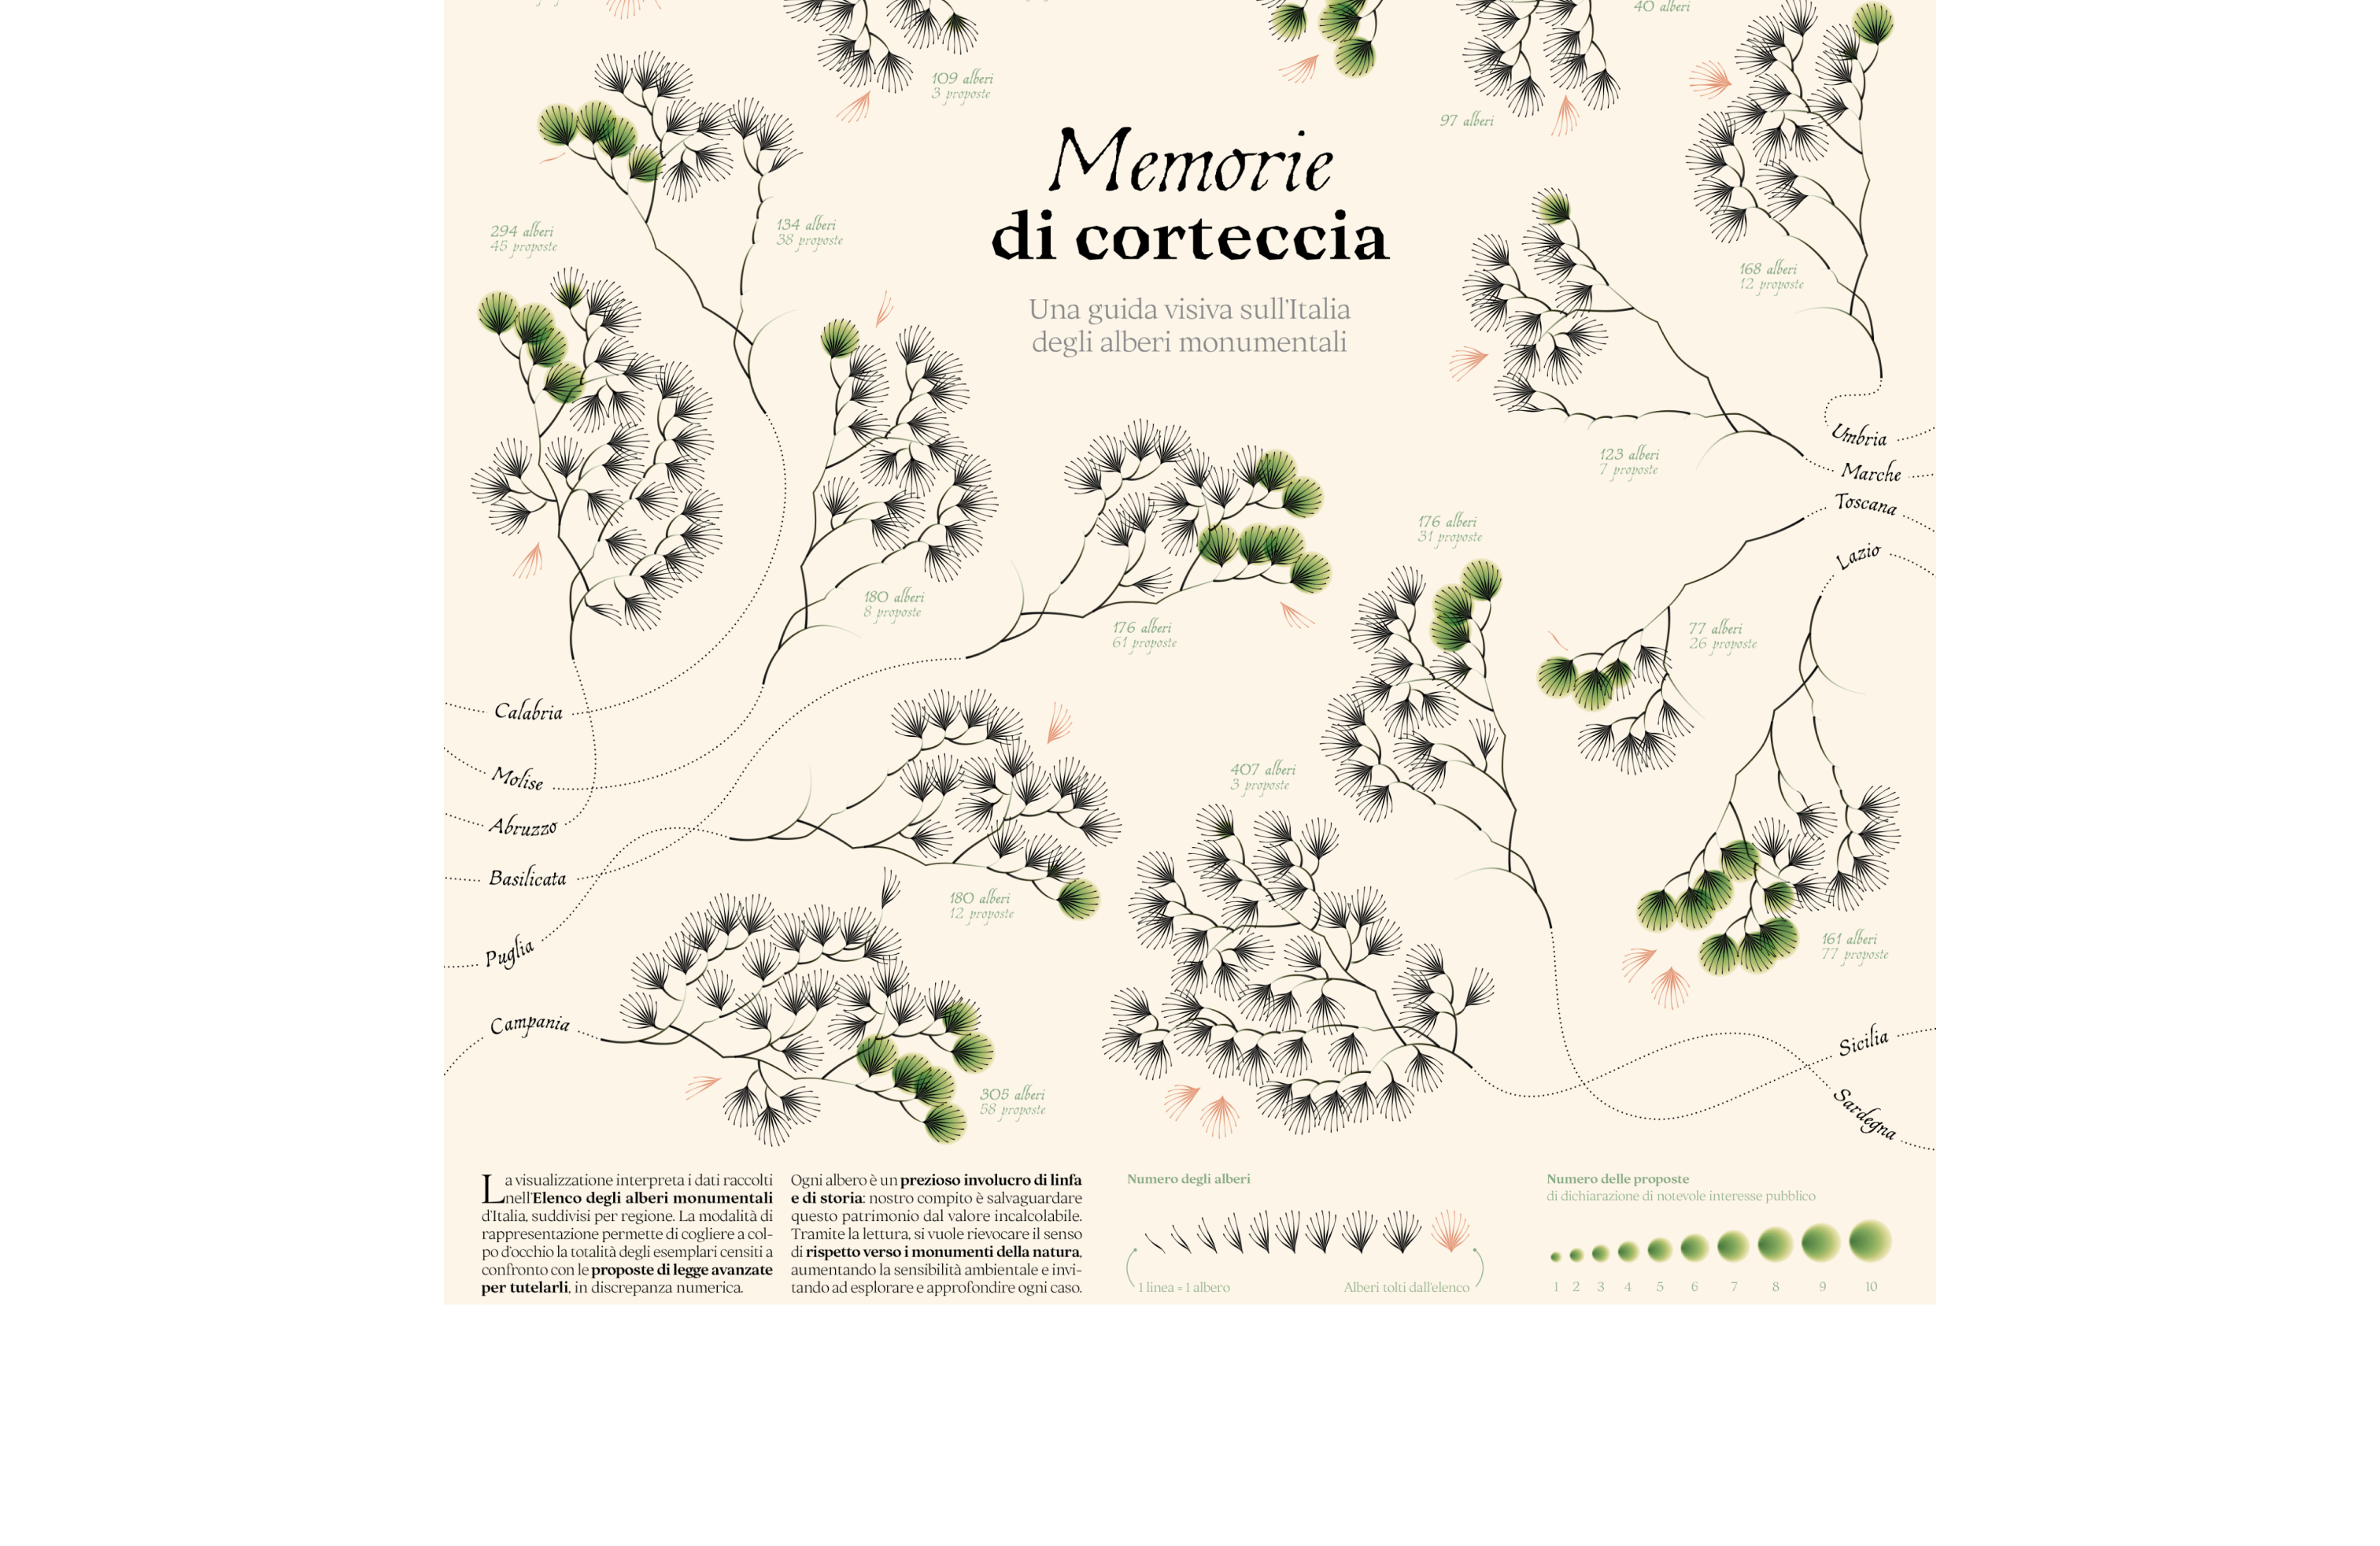 40 alberi
109 alberi
3 proposte
97 alberi
Memorie
di corteccia
Una guida visiva sull'Italia
degli alberi monumentali
294 alberi
45 proposte
134 alberi
38 proposte
168 alberi
12 proposte
123 alberi
7 proposte
Umbria
Marche
Toscana
Lazio
176 alberi
31 proposte
180 alberi
8 proposte
176 alberi
61 proposte
77 alberi
26 proposte
Calabria
Molise
Abruzzo
Basilicata
Puglia
Campania
407 alberi
3 proposte
180 alberi
12 proposte
161 alberi
77 proposte
305 alberi
58 proposte
Sicilia
Sardegna
La visualizzazione interpreta i dati raccolti
nell'Elenco degli alberi monumentali
d'Italia, suddivisi per regione. La modalità di
rappresentazione permette di cogliere a col-
po d'occhio la totalità degli esemplari censiti a
confronto con le proposte di legge avanzate
per tutelarli, in discrepanza numerica.
Ogni albero è un prezioso involucro di linfa
e di storia: nostro compito è salvaguardare
questo patrimonio dal valore incalcolabile.
Tramite la lettura, si vuole rievocare il senso
di rispetto verso i monumenti della natura,
aumentando la sensibilità ambientale e invi-
tando ad esplorare e approfondire ogni caso.
Numero degli alberi
1 linea = 1 albero
Alberi tolti dall'elenco
Numero delle proposte
di dichiarazione di notevole interesse pubblico
1 2 3 4 5 6 7 8 9 10